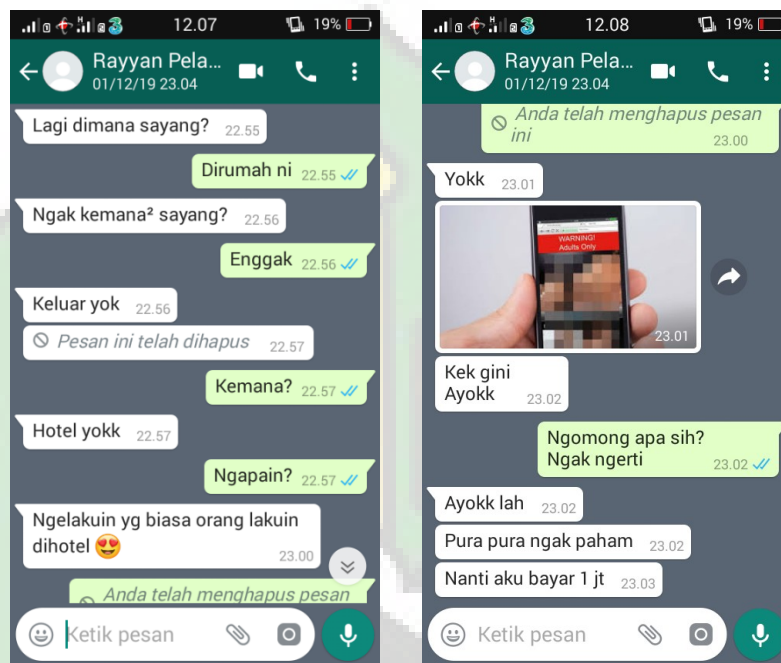 12.07
19%
Rayyan Pela...
01/12/19 23.04
Lagi dimana sayang? 22.55
Dirumah ni 22.55
Ngak kemana² sayang? 22.56
Enggak 22.56
Keluar yok 22.56
Pesan ini telah dihapus 22.57
Kemana? 22.57
Hotel yokk 22.57
Ngapain? 22.57
Ngelakuin yg biasa orang lakuin
dihotel 😍 23.00
Anda telah menghapus pesan
Ketik pesan
12.08
19%
Rayyan Pela...
01/12/19 23.04
Anda telah menghapus pesan
ini 23.00
Yokk 23.01
WARNING!
Adults Only
23.01
Kek gini
Ayokk 23.02
Ngomong apa sih?
Ngak ngerti 23.02
Ayokk lah 23.02
Pura pura ngak paham 23.02
Nanti aku bayar 1 jt 23.03
Ketik pesan